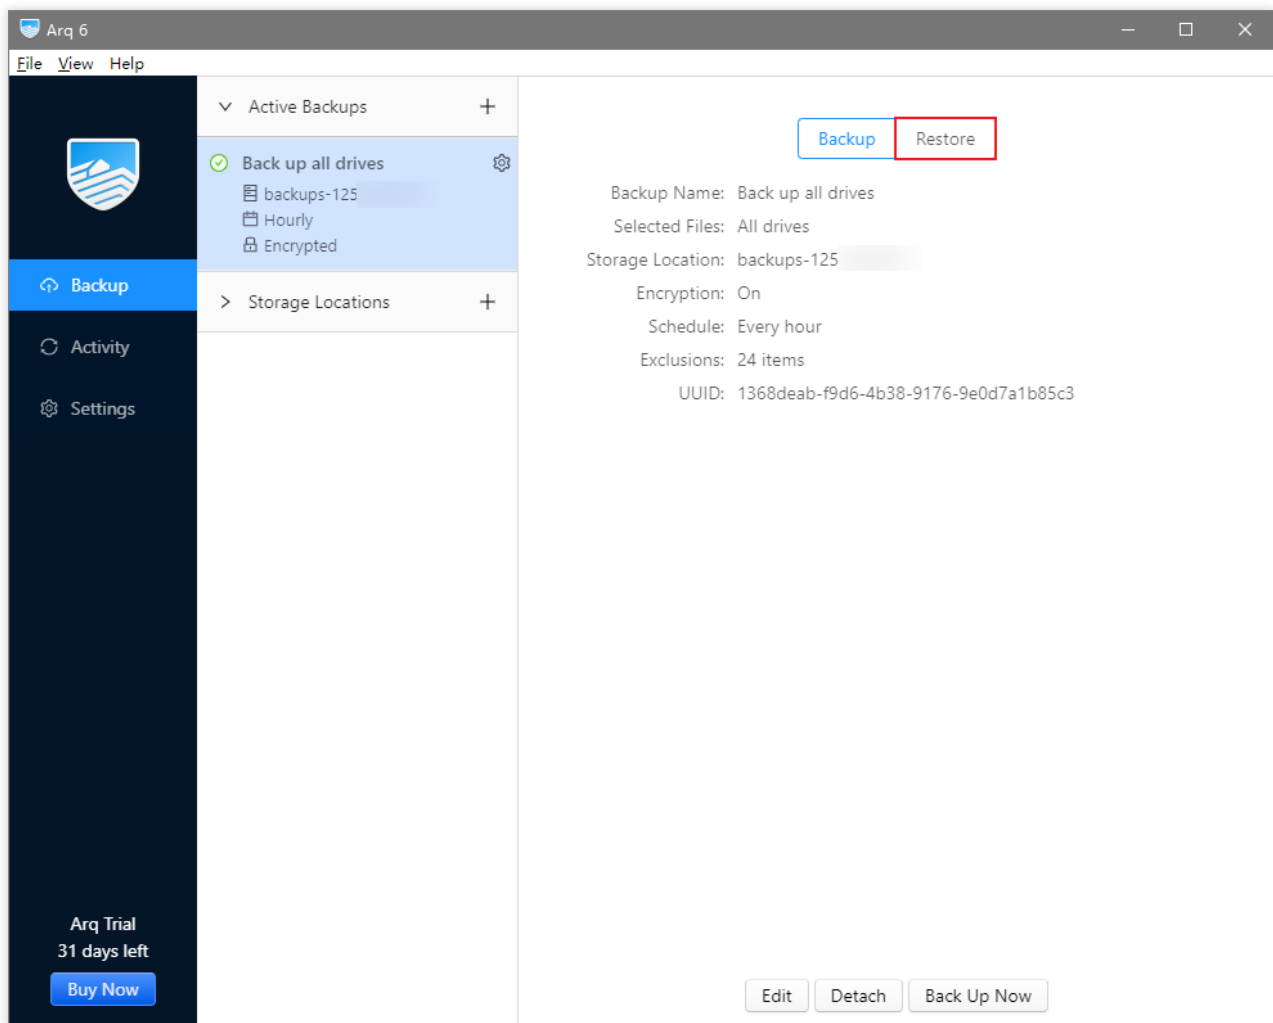 Arq 6
File View Help
Active Backups
Back up all drives
backups-125
Hourly
Encrypted
Storage Locations
Backup
Activity
Settings
Arq Trial
31 days left
Buy Now
Backup Restore
Backup Name: Back up all drives
Selected Files: All drives
Storage Location: backups-125
Encryption: On
Schedule: Every hour
Exclusions: 24 items
UUID: 1368deab-f9d6-4b38-9176-9e0d7a1b85c3
Edit Detach Back Up Now